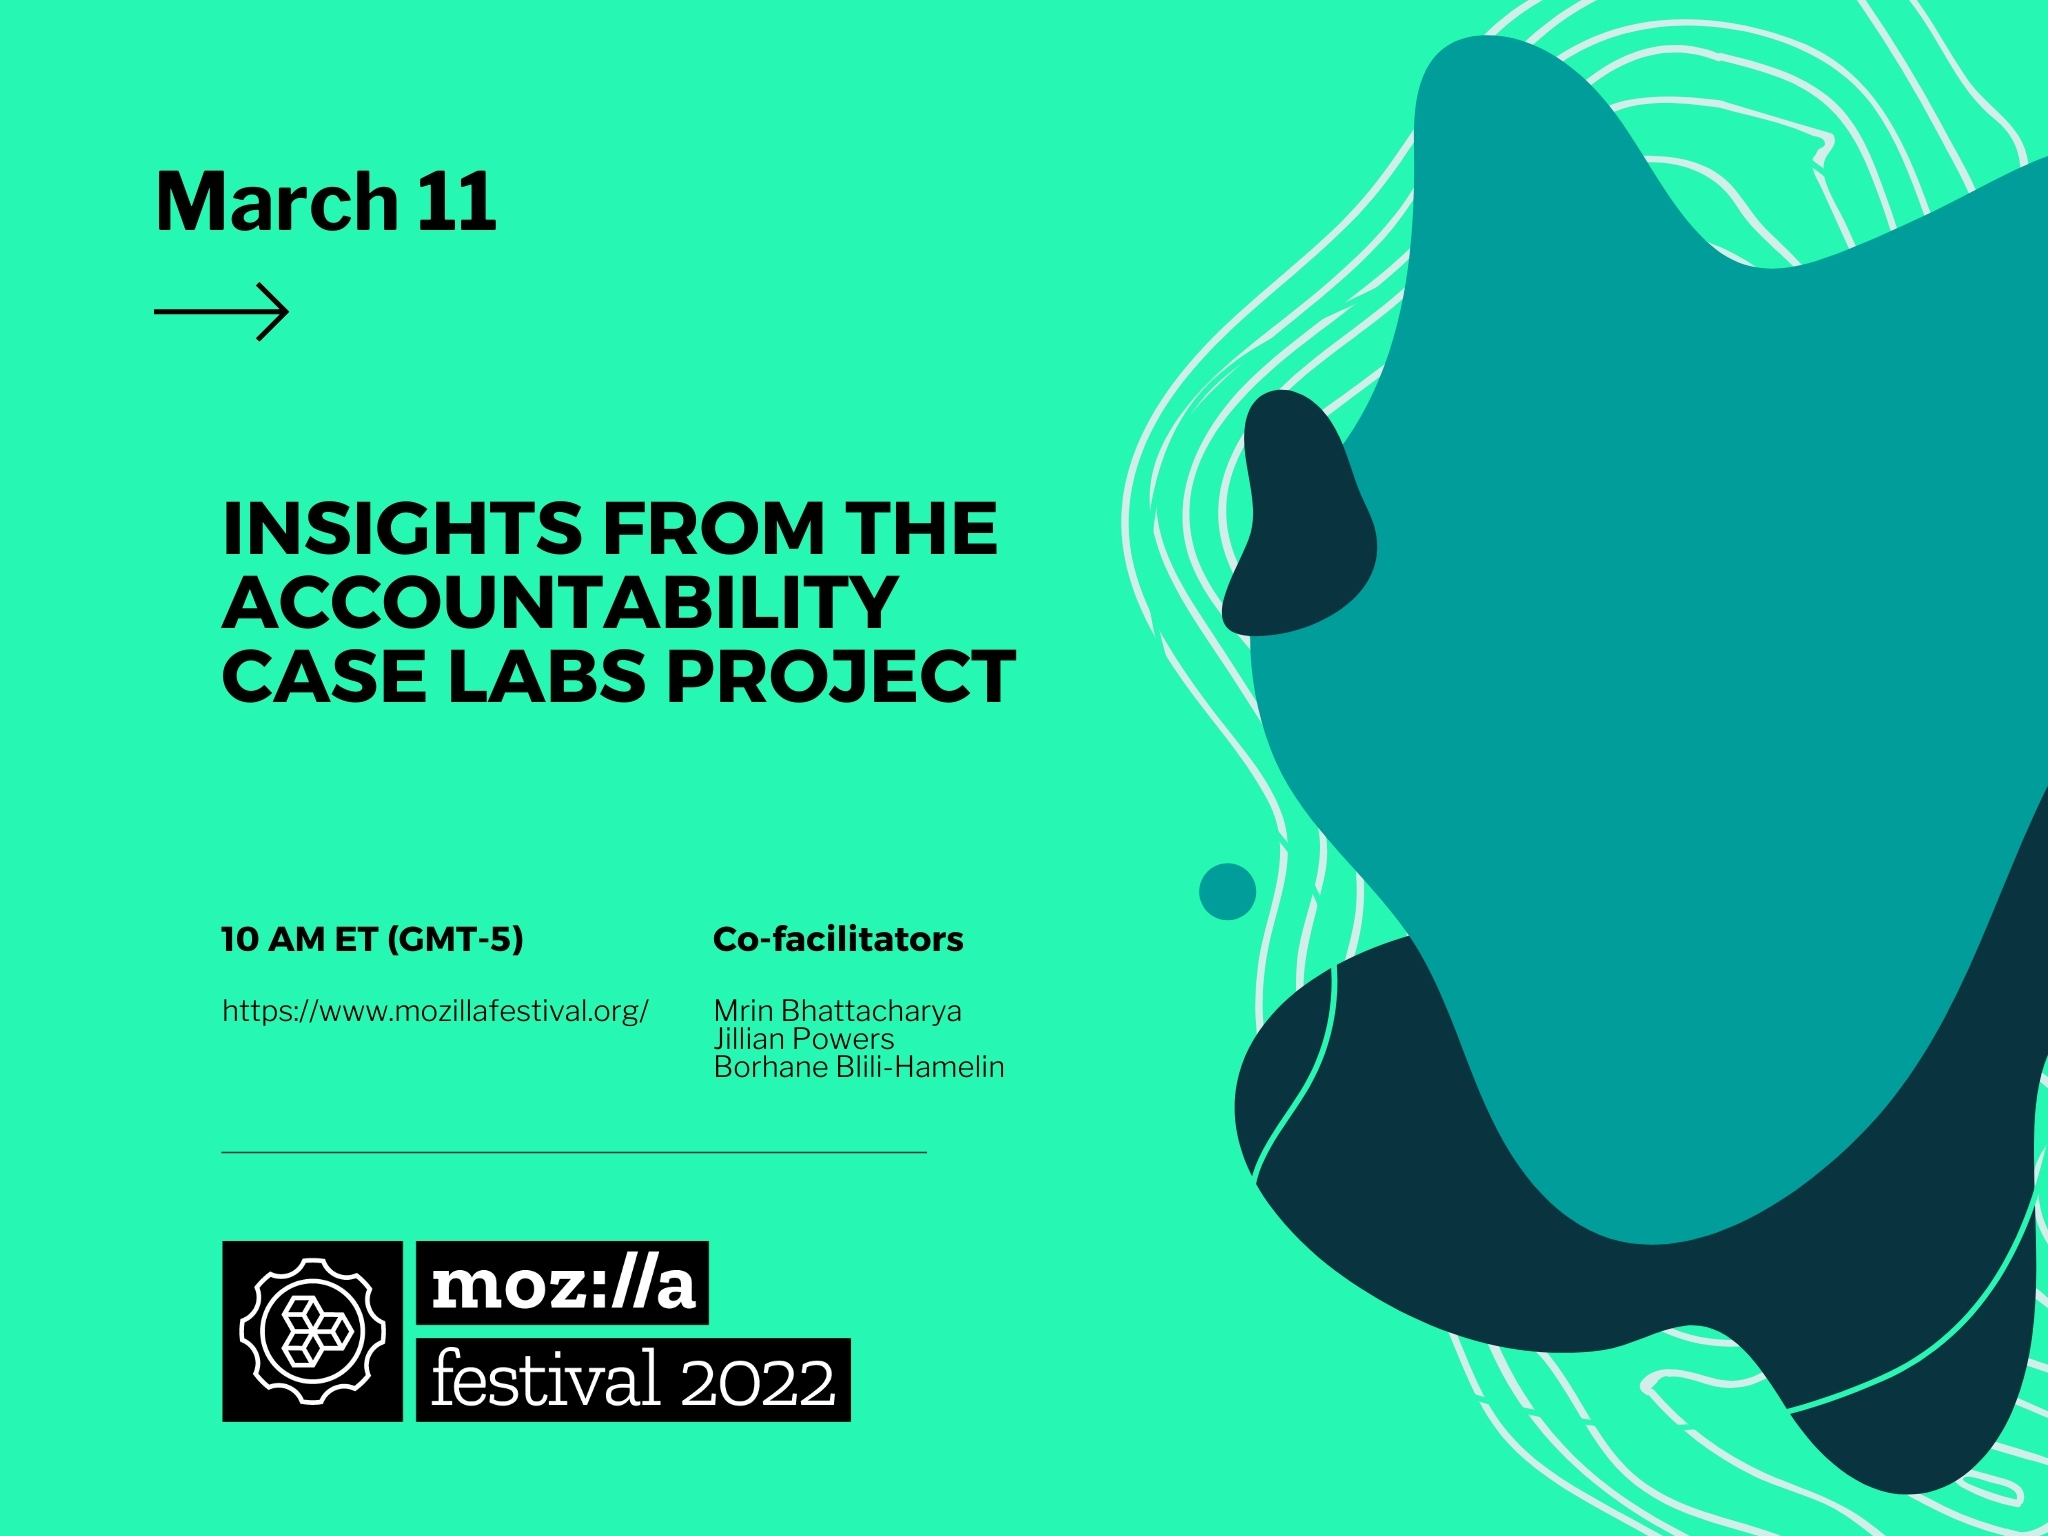 March 11
INSIGHTS FROM THE
ACCOUNTABILITY
CASE LABS PROJECT
10 AM ET (GMT-5)
https://www.mozillafestival.org/
Co-facilitators
Mrin Bhattacharya
Jillian Powers
Borhane Blili-Hamelin
moz://a
festival 2022